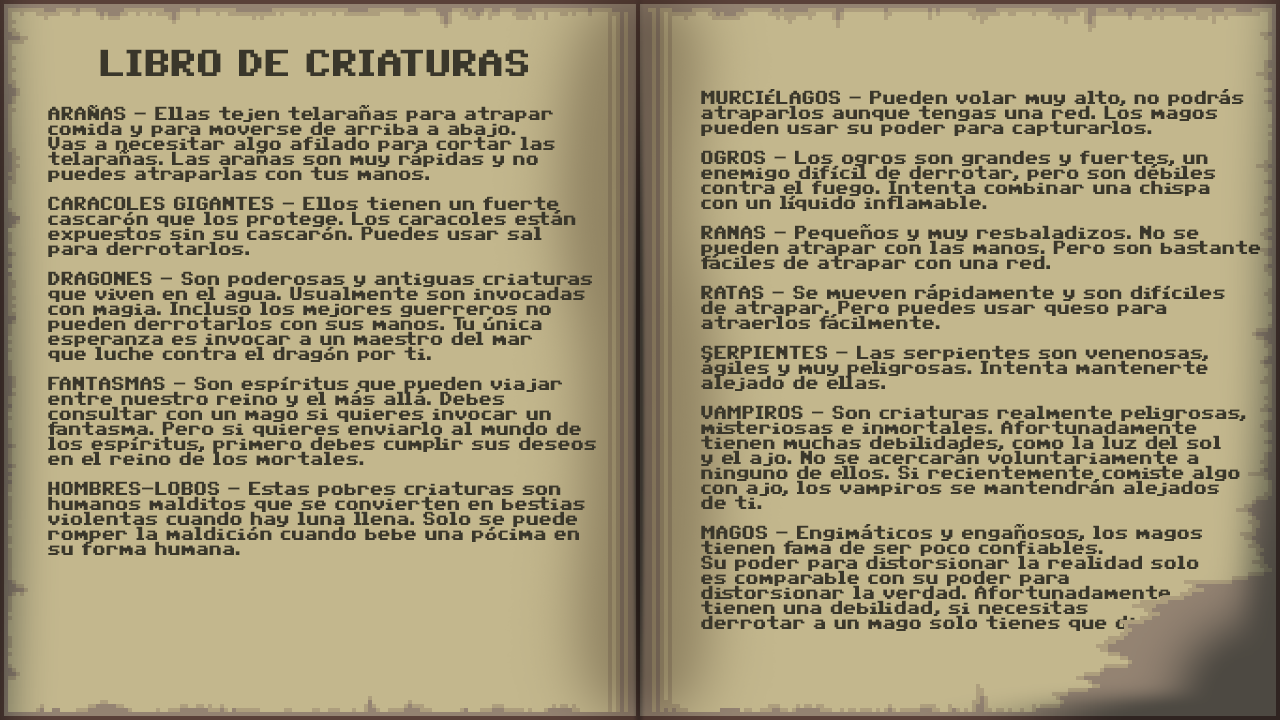 LIBRO DE CRIATURAS
ARAÑAS - Ellas tejen telarañas para atrapar
comida y para moverse de arriba a abajo.
Vas a necesitar algo afilado para cortar las
telarañas. Las arañas son muy rápidas y no
puedes atraparlas con tus manos.
CARACOLES GIGANTES - Ellos tienen un fuerte
cascarón que los protege. Los caracoles están
expuestos sin su cascarón. Puedes usar sal
para derrotarlos.
DRAGONES - Son poderosas y antiguas criaturas
que viven en el agua. Usualmente son invocadas
con magia. Incluso los mejores guerreros no
pueden derrotarlos con sus manos. Tu única
esperanza es invocar a un maestro del mar
que luche contra el dragón por ti.
FANTASMAS - Son espíritus que pueden viajar
entre nuestro reino y el más allá. Debes
consultar con un mago si quieres invocar un
fantasma. Pero si quieres enviarlo al mundo de
los espíritus, primero debes cumplir sus deseos
en el reino de los mortales.
HOMBRES-LOBOS - Estas pobres criaturas son
humanos malditos que se convierten en bestias
violentas cuando hay luna llena. Solo se puede
romper la maldición cuando bebe una pócima en
su forma humana.
MURCIÉLAGOS - Pueden volar muy alto, no podrás
atraparlos aunque tengas una red. Los magos
pueden usar su poder para capturarlos.
OGROS - Los ogros son grandes y fuertes, un
enemigo difícil de derrotar, pero son débiles
contra el fuego. Intenta combinar una chispa
con un líquido inflamable.
RANAS - Pequeños y muy resbaladizos. No se
pueden atrapar con las manos. Pero son bastante
fáciles de atrapar con una red.
RATAS - Se mueven rápidamente y son difíciles
de atrapar. Pero puedes usar queso para
atraerlos fácilmente.
SERPIENTES - Las serpientes son venenosas,
ágiles y muy peligrosas. Intenta mantenerte
alejado de ellas.
VAMPIROS - Son criaturas realmente peligrosas,
misteriosas e inmortales. Afortunadamente
tienen muchas debilidades, como la luz del sol
y el ajo. No se acercarán voluntariamente a
ninguno de ellos. Si recientemente comiste algo
con ajo, los vampiros se mantendrán alejados
de ti.
MAGOS - Engimáticos y engañosos, los magos
tienen fama de ser poco confiables.
Su poder para distorsionar la realidad solo
es comparable con su poder para
distorsionar la verdad. Afortunadamente
tienen una debilidad, si necesitas
derrotar a un mago solo tienes que